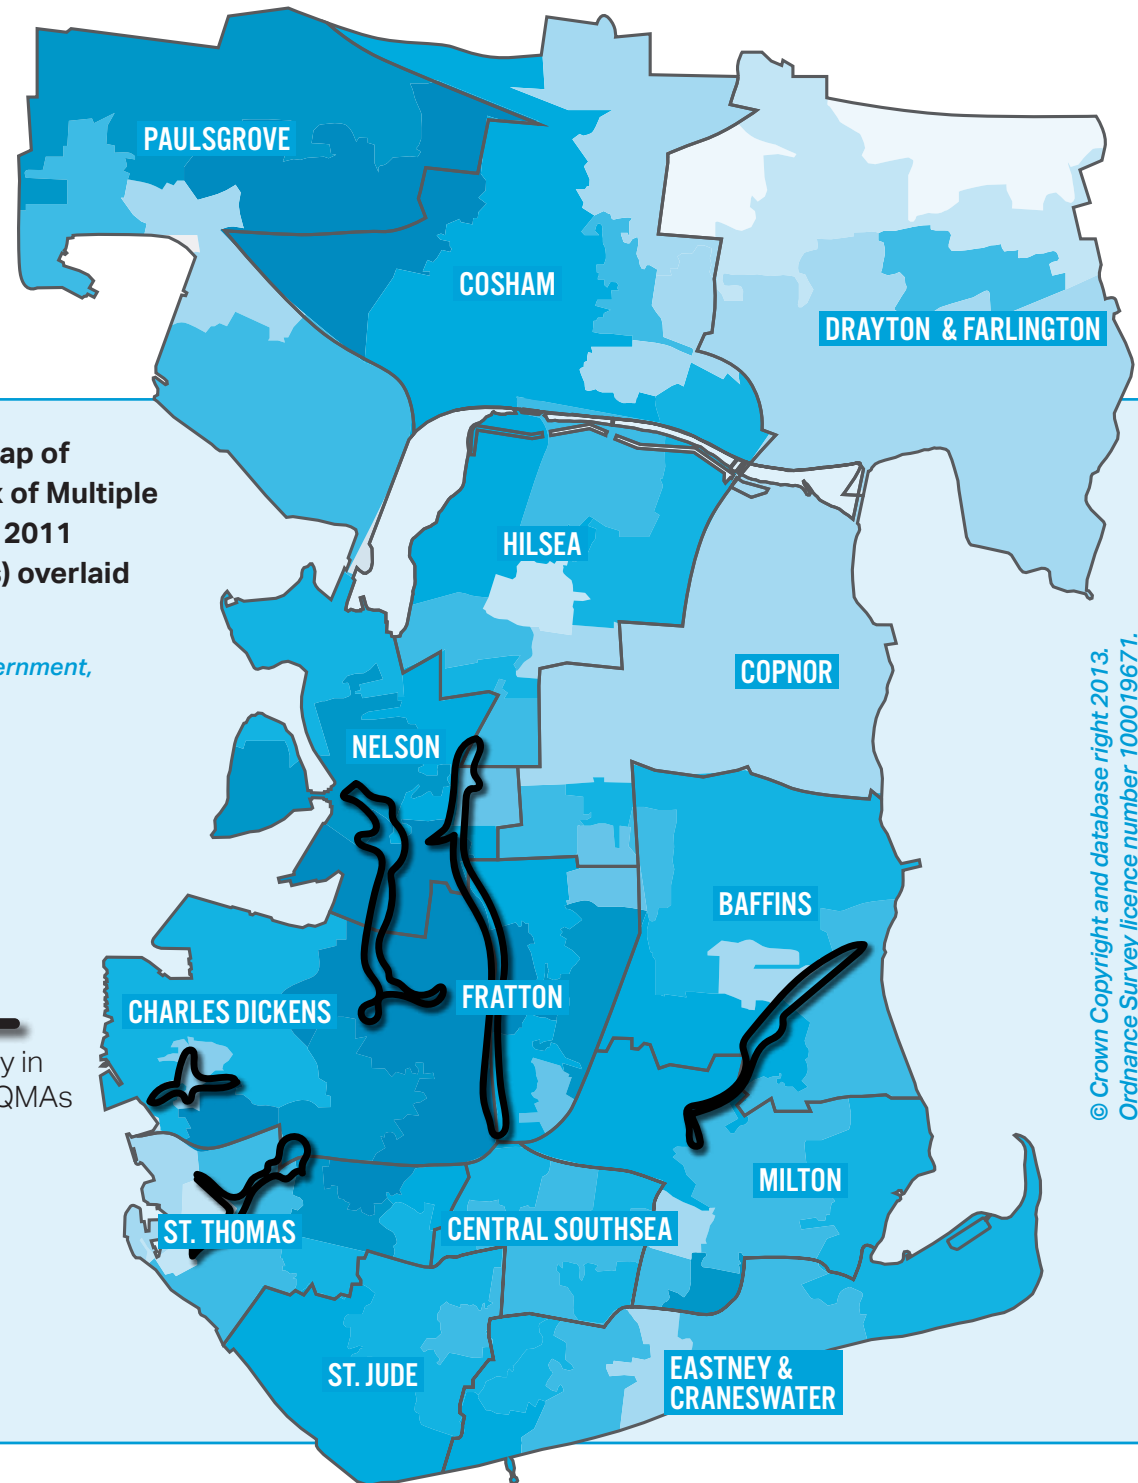 PAULSGROVE
COSHAM
DRAYTON & FARLINGTON
ap of
of Multiple
2011
) overlaid
ernment,
HILSEA
COPNOR
NELSON
BAFFINS
CHARLES DICKENS
FRATTON
y in
QMAs
MILTON
ST. THOMAS
CENTRAL SOUTHSEA
ST. JUDE
EASTNEY &
CRANESWATER
© Crown Copyright and database right 2013.
Ordnance Survey licence number 100019671.